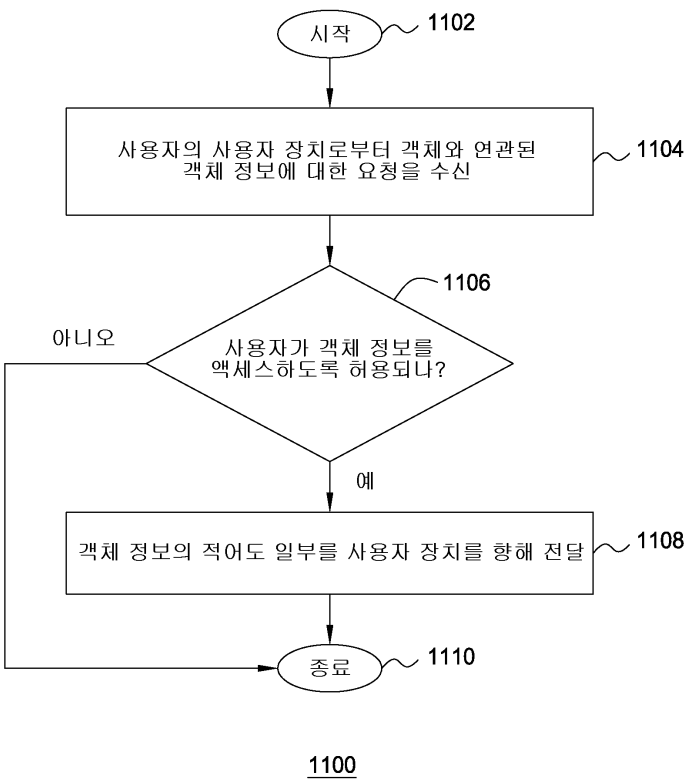 시작
1102
사용자의 사용자 장치로부터 객체와 연관된
객체 정보에 대한 요청을 수신
1104
1106
사용자가 객체 정보를
액세스하도록 허용되나?
아니오
예
객체 정보의 적어도 일부를 사용자 장치를 향해 전달
1108
종료
1110
1100